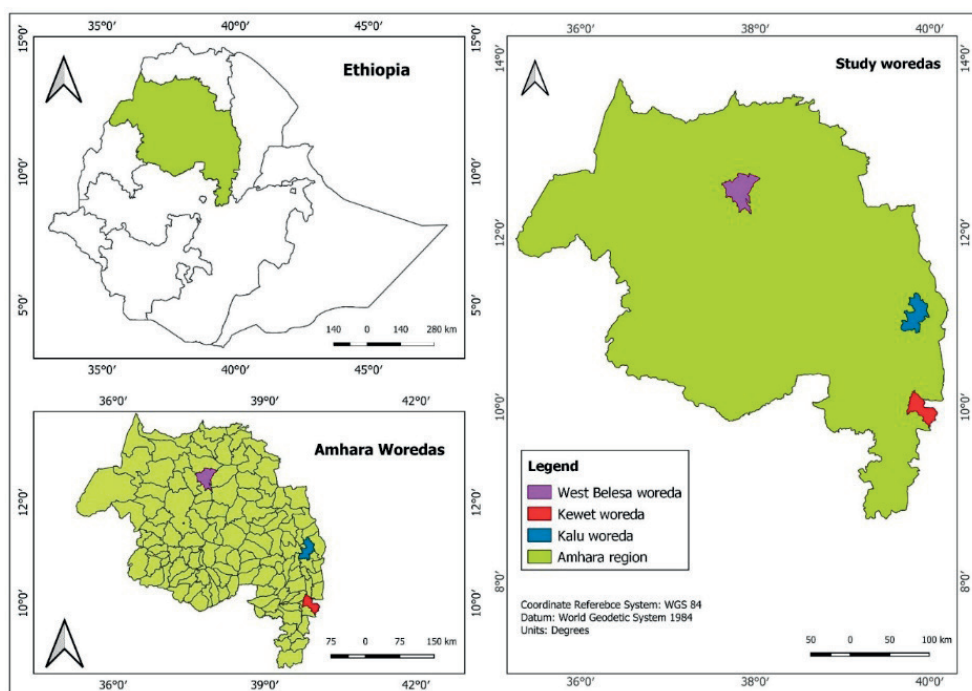 35°0′ 40°0′ 45°0′
15°0′
10°0′
5°0′
Ethiopia
15°0′
10°0′
5°0′
140 0 140 280 km
35°0′ 40°0′ 45°0′
36°0′ 39°0′ 42°0′
12°0′
10°0′
Amhara Woredas
12°0′
10°0′
75 0 75 150 km
36°0′ 39°0′ 42°0′
36°0′ 38°0′ 40°0′
14°0′
12°0′
10°0′
8°0′
Study woredas
14°0′
12°0′
10°0′
8°0′
Legend
West Belesa woreda
Kewet woreda
Kalu woreda
Amhara region
Coordinate Referebce System: WGS 84
Datum: World Geodetic System 1984
Units: Degrees
50 0 50 100 km
36°0′ 38°0′ 40°0′